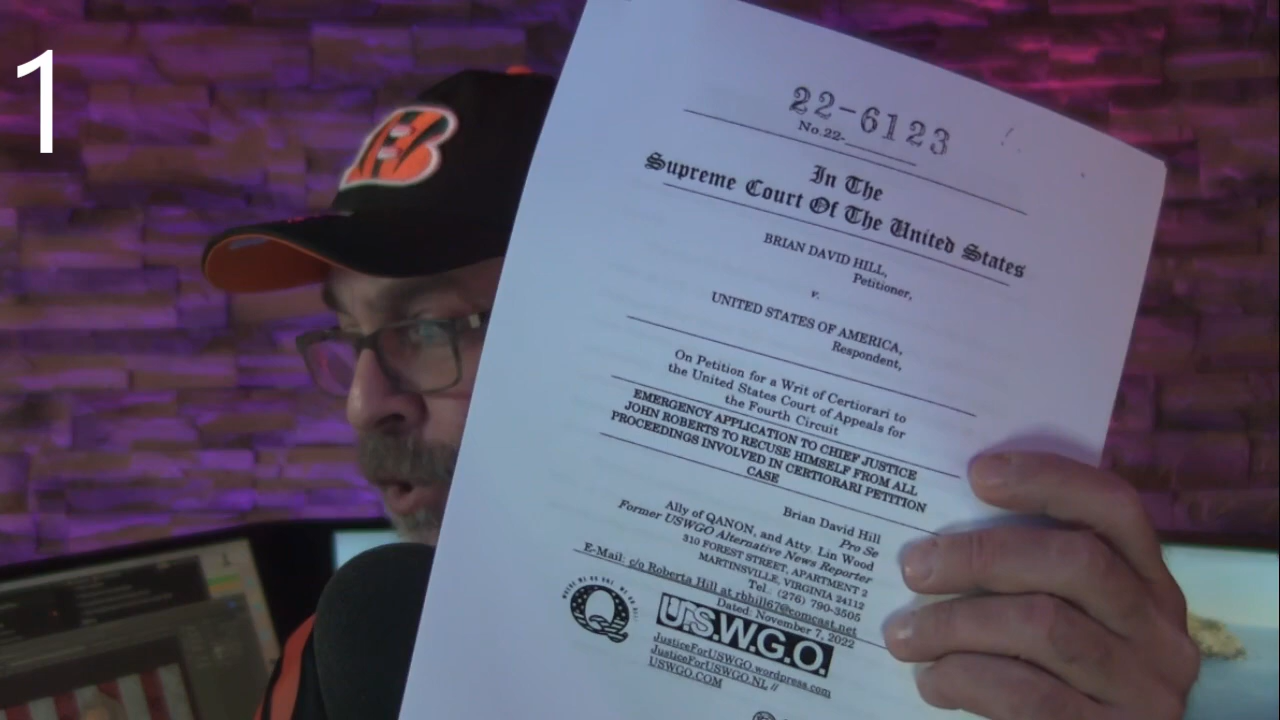 1
B
22-6123
No.22-
In The
Supreme Court Of The United States
BRIAN DAVID HILL,
Petitioner,
v.
UNITED STATES OF AMERICA,
Respondent,
On Petition for a Writ of Certiorari to
the United States Court of Appeals for
the Fourth Circuit
EMERGENCY APPLICATION TO CHIEF JUSTICE
JOHN ROBERTS TO RECUSE HIMSELF FROM ALL
PROCEEDINGS INVOLVED IN CERTIORARI PETITION
CASE
Brian David Hill
Pro Se
Ally of QANON, and Atty. Lin Wood
Former USWGO Alternative News Reporter
310 FOREST STREET, APARTMENT 2
MARTINSVILLE, VIRGINIA 24112
Tel.: (276) 790-3505
E-Mail: c/o Roberta Hill at rbhill67@comcast.net
Dated: November 7, 2022
Q
U.S.W.G.O.
JusticeForUSWGO.wordpress.com
JusticeForUSWGO.NL //
USWGO.COM